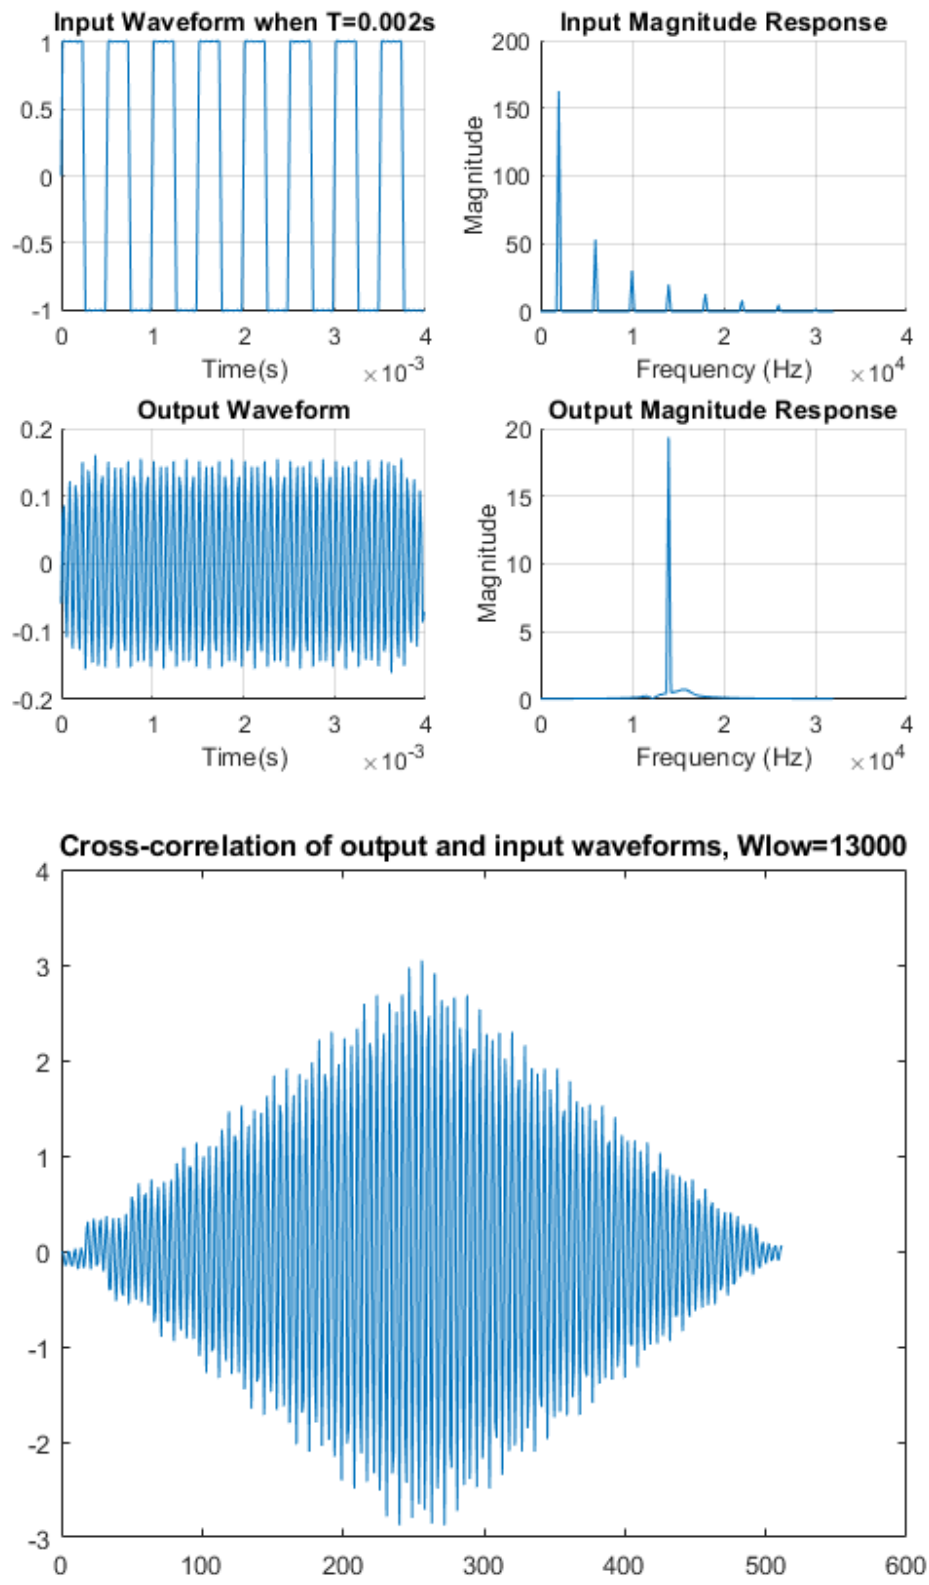 Input Waveform when T=0.002s
1
0.5
0
-0.5
-1
0 1 2 3 4
Time(s) ×10-3
Input Magnitude Response
200
150
100
50
0
Magnitude
0 1 2 3 4
Frequency (Hz) ×104
Output Waveform
0.2
0.1
0
-0.1
-0.2
0 1 2 3 4
Time(s) ×10-3
Output Magnitude Response
20
15
10
5
0
Magnitude
0 1 2 3 4
Frequency (Hz) ×104
Cross-correlation of output and input waveforms, Wlow=13000
4
3
2
1
0
-1
-2
-3
0 100 200 300 400 500 600